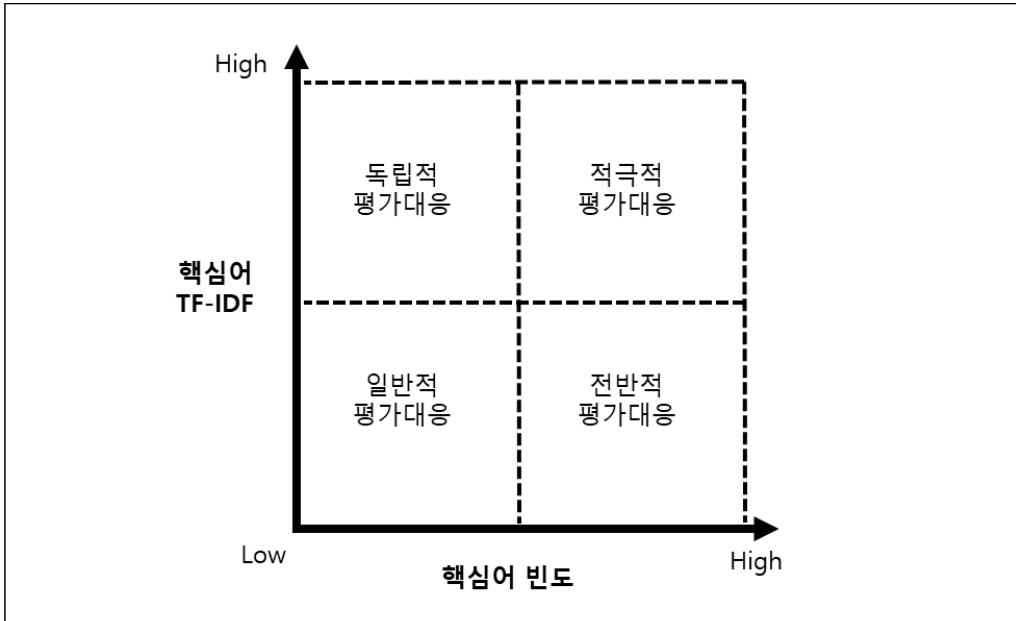 High
독립적
평가대응
적극적
평가대응
핵심어
TF-IDF
일반적
평가대응
전반적
평가대응
Low
핵심어 빈도
High